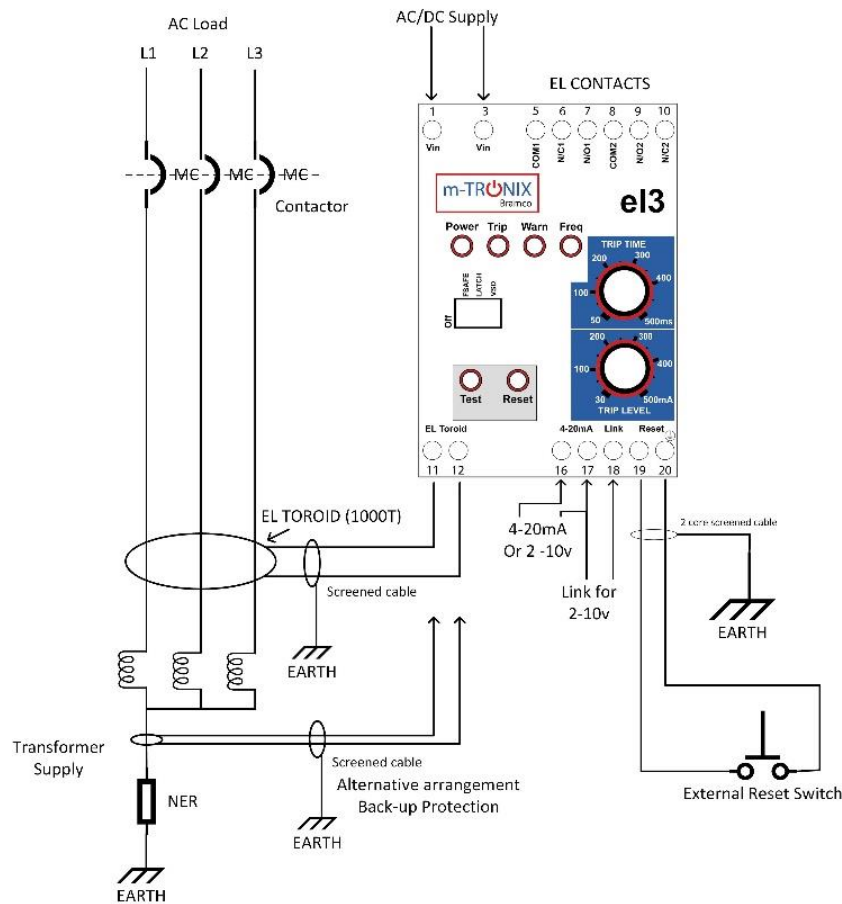 AC Load
L1 L2 L3
MC MC MC
Contactor
AC/DC Supply
EL CONTACTS
1 3 5 6 7 8 9 10
Vin Vin COM1 N/C1 N/O1 COM2 N/O2 N/C2
m-TRONIX
Bramco
el3
Power Trip Warn Freq
FSAFE
LATCH
VSD
Off
TRIP TIME
50 100 200 300 400 500ms
200 300
100 400
30 500mA
TRIP LEVEL
Test Reset
EL Toroid 4-20mA Link Reset
11 12 16 17 18 19 20
EL TOROID (1000T)
Screened cable
EARTH
4-20mA
Or 2 -10v
Link for
2-10v
2 core screened cable
EARTH
Transformer
Supply
Screened cable
Alternative arrangement
Back-up Protection
EARTH
NER
EARTH
External Reset Switch